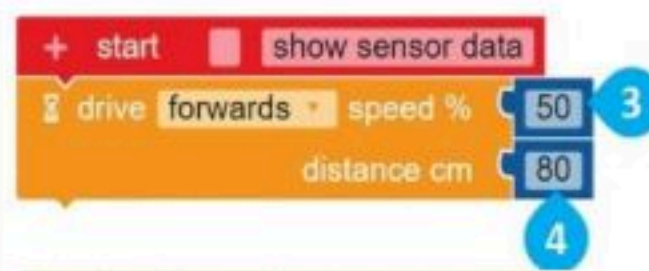 + start show sensor data
drive forwards speed % 50 3
distance cm 80
4